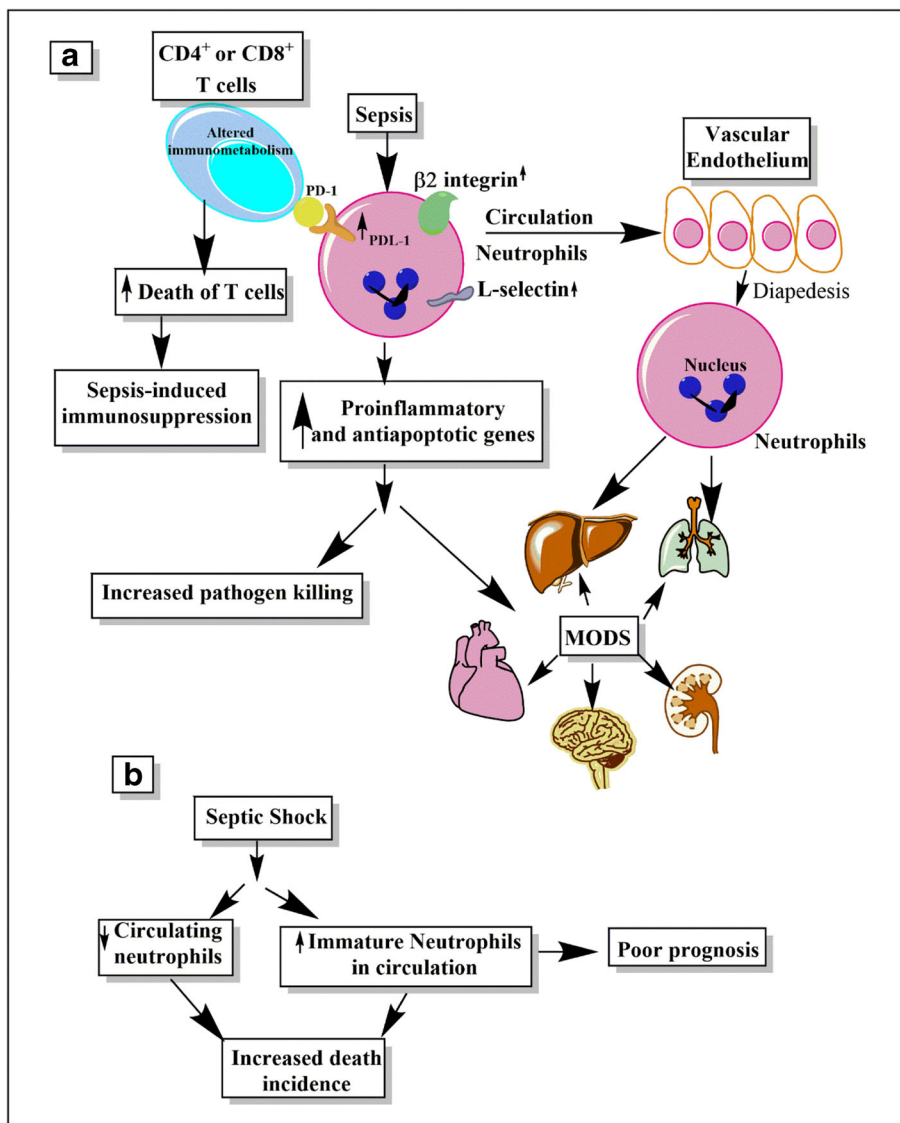 a
CD4⁺ or CD8⁺
T cells
Altered
immunometabolism
Sepsis
PD-1
β2 integrin↑
↑
PDL-1
L-selectin↑
Circulation
Neutrophils
Vascular
Endothelium
Diapedesis
Nucleus
Neutrophils
↑ Death of T cells
Sepsis-induced
immunosuppression
↑ Proinflammatory
and antiapoptotic genes
Increased pathogen killing
MODS
b
Septic Shock
↓ Circulating
neutrophils
↑ Immature Neutrophils
in circulation
Poor prognosis
Increased death
incidence